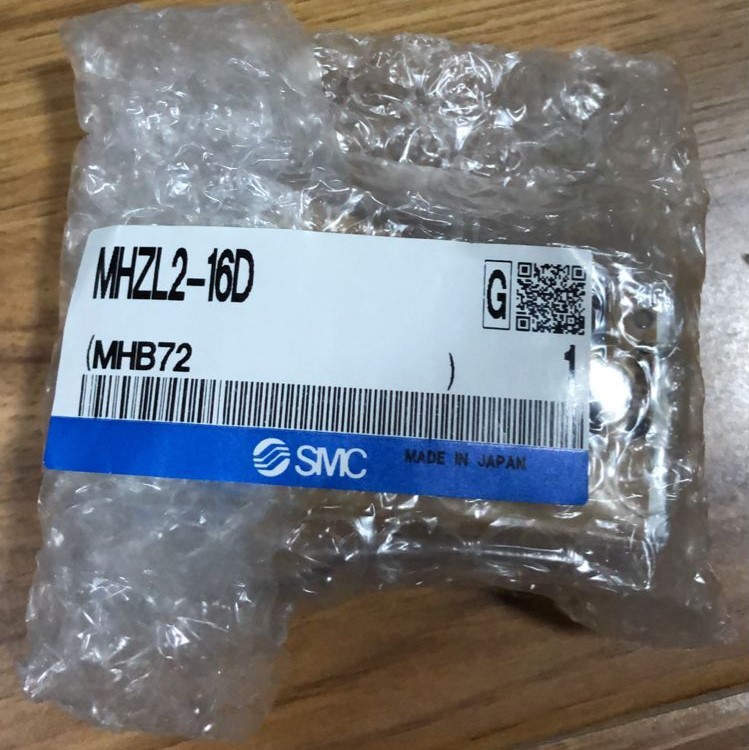 MHZL2-16D
G
(MHB72 ) 1
SMC MADE IN JAPAN